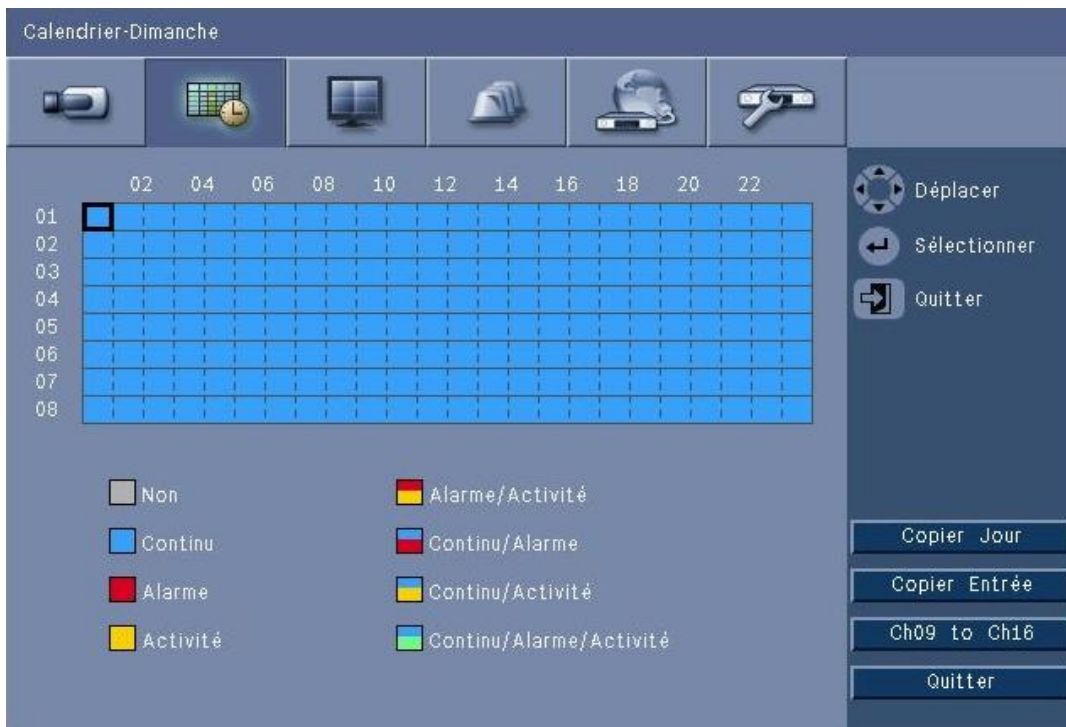 Calendrier-Dimanche
02 04 06 08 10 12 14 16 18 20 22
01
02
03
04
05
06
07
08
Déplacer
Sélectionner
Quitter
Non
Alarme/Activité
Continu
Continu/Alarme
Alarme
Continu/Activité
Activité
Continu/Alarme/Activité
Copier Jour
Copier Entrée
Ch09 to Ch16
Quitter